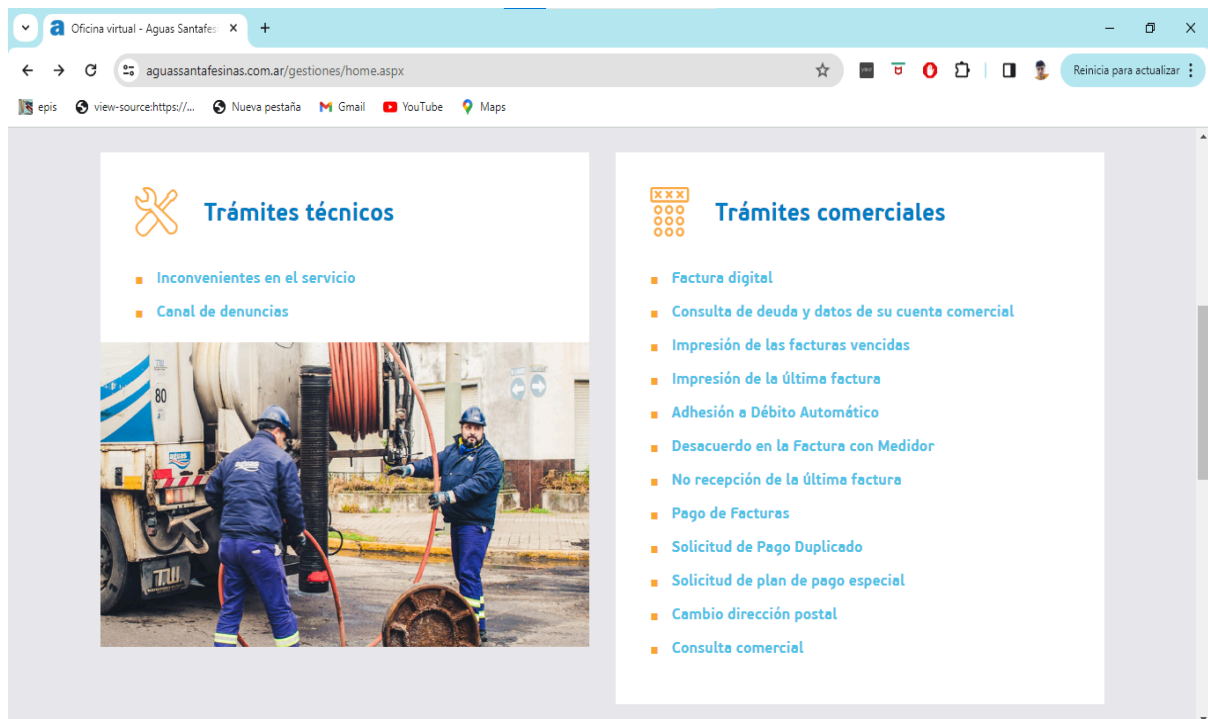 Oficina virtual - Aguas Santafes
aguassantafesinas.com.ar/gestiones/home.aspx
Reinicia para actualizar
epis
view-source:https://...
Nueva pestaña
Gmail
YouTube
Maps
Trámites técnicos
Inconvenientes en el servicio
Canal de denuncias
80
aguas
T.U.I.
Trámites comerciales
Factura digital
Consulta de deuda y datos de su cuenta comercial
Impresión de las facturas vencidas
Impresión de la última factura
Adhesión a Débito Automático
Desacuerdo en la Factura con Medidor
No recepción de la última factura
Pago de Facturas
Solicitud de Pago Duplicado
Solicitud de plan de pago especial
Cambio dirección postal
Consulta comercial